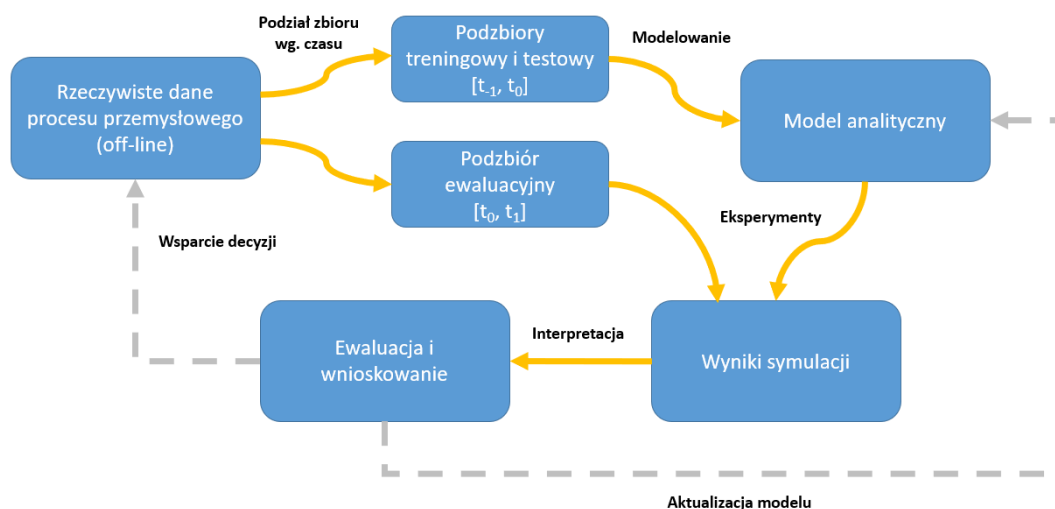 Podział zbioru
wg. czasu
Podzbiory
treningowy i testowy
[t₋₁, t₀]
Modelowanie
Rzeczywiste dane
procesu przemysłowego
(off-line)
Model analityczny
Podzbiór
ewaluacyjny
[t₀, t₁]
Eksperymenty
Wsparcie decyzji
Interpretacja
Ewaluacja i
wnioskowanie
Wyniki symulacji
Aktualizacja modelu